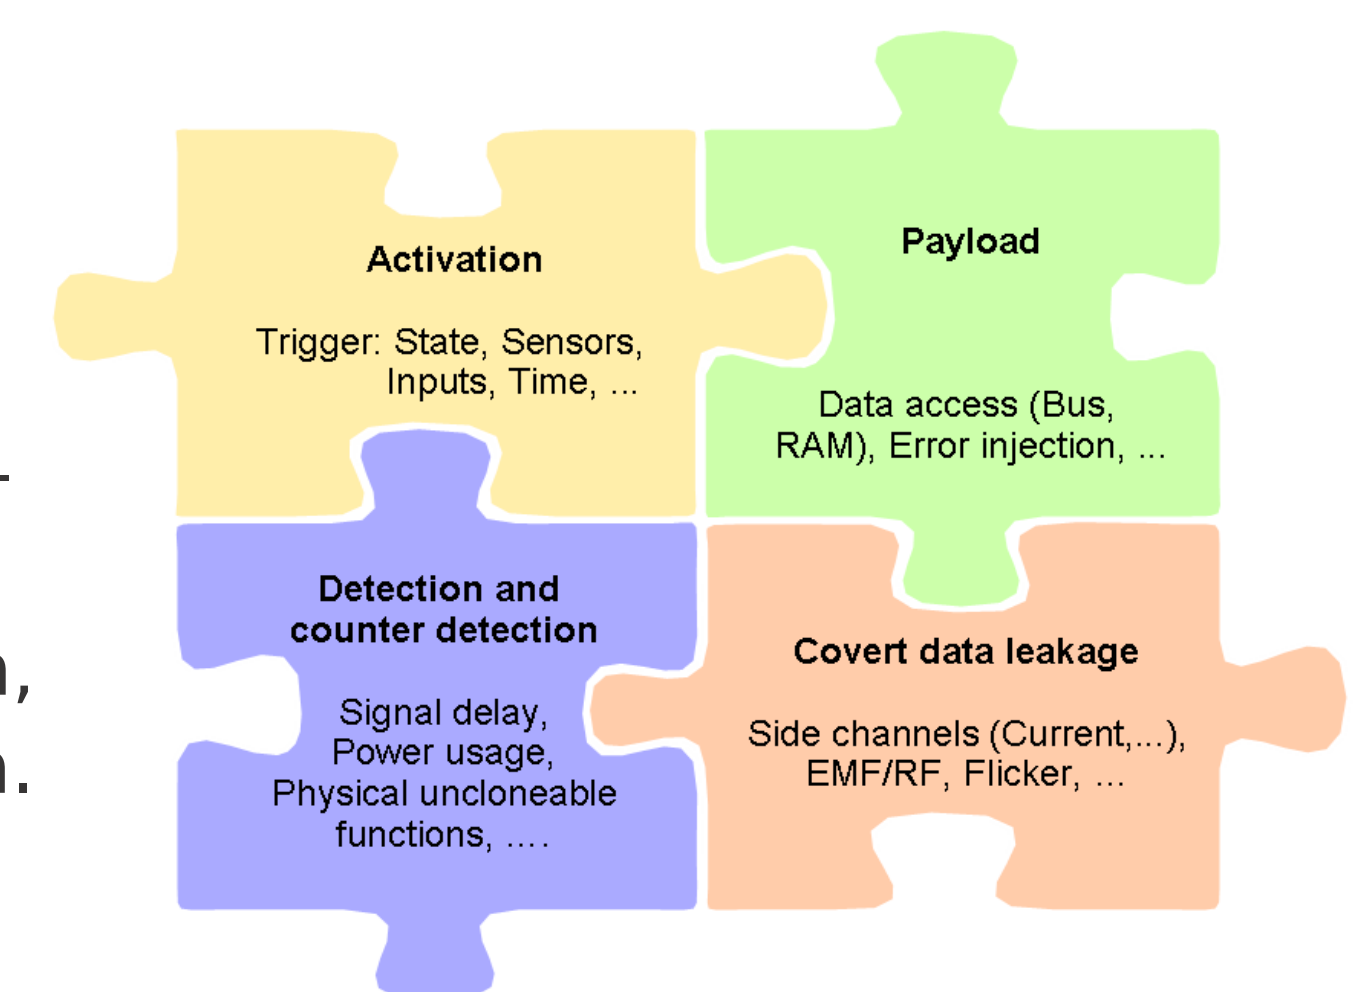 Activation
Trigger: State, Sensors,
Inputs, Time, ...
Payload
Data access (Bus,
RAM), Error injection, ...
Detection and
counter detection
Signal delay,
Power usage,
Physical uncloneable
functions, ....
Covert data leakage
Side channels (Current,...),
EMF/RF, Flicker, ...